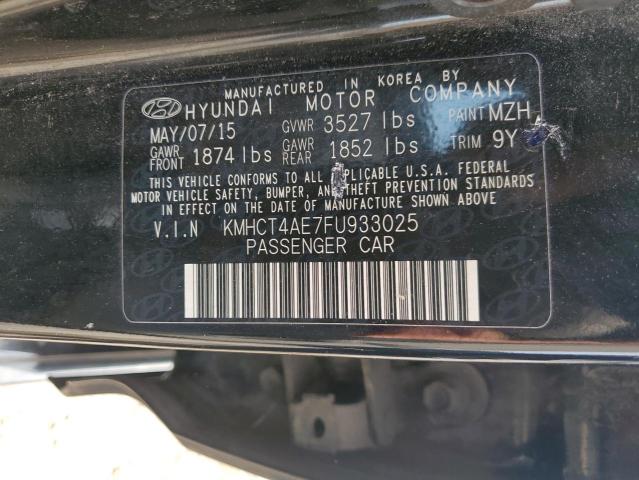 MANUFACTURED IN KOREA BY
HYUNDAI MOTOR COMPANY
MAY/07/15 GVWR 3527 lbs PAINT MZH
GAWR FRONT 1874 lbs GAWR REAR 1852 lbs TRIM 9Y
THIS VEHICLE CONFORMS TO ALL APPLICABLE U.S.A. FEDERAL
MOTOR VEHICLE SAFETY, BUMPER, AND THEFT PREVENTION STANDARDS
IN EFFECT ON THE DATE OF MANUFACTURE SHOWN ABOVE.
V.I.N KMHCT4AE7FU933025
PASSENGER CAR